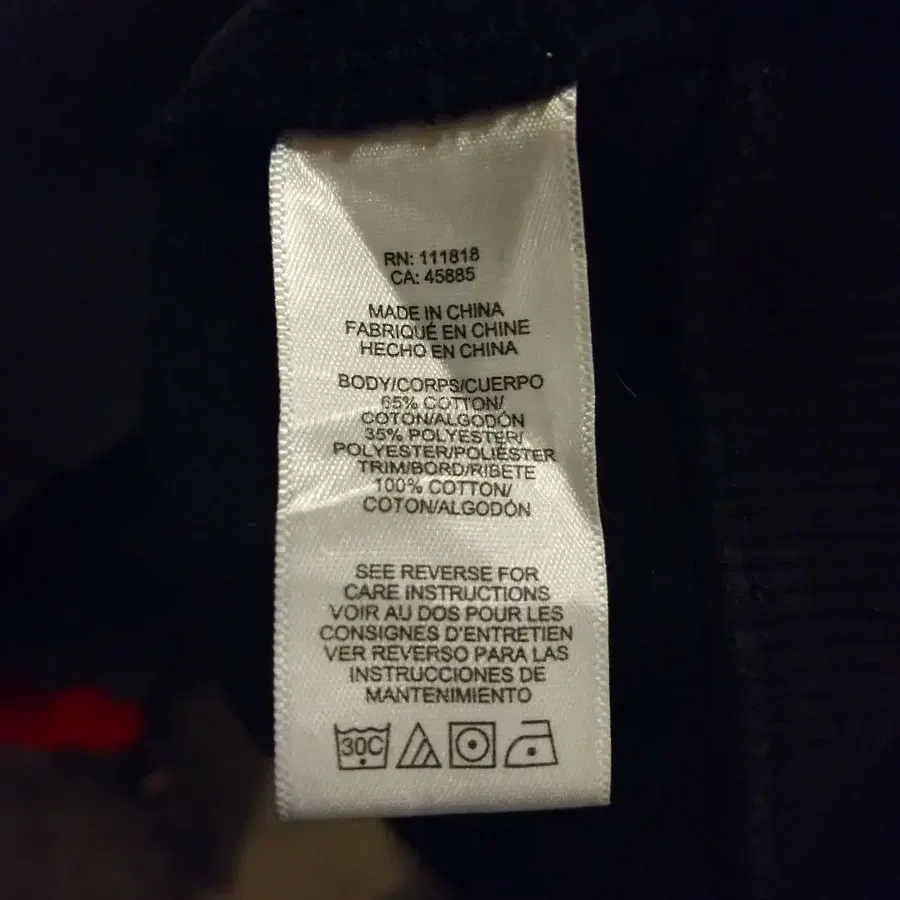 RN: 111818
CA: 45885
MADE IN CHINA
FABRIQUÉ EN CHINE
HECHO EN CHINA
BODY/CORPS/CUERPO
65% COTTON/
COTON/ALGODÓN
35% POLYESTER/
POLYESTER/POLIÉSTER
TRIM/BORD/RIBETE
100% COTTON/
COTON/ALGODÓN
SEE REVERSE FOR
CARE INSTRUCTIONS
VOIR AU DOS POUR LES
CONSIGNES D'ENTRETIEN
VER REVERSO PARA LAS
INSTRUCCIONES DE
MANTENIMIENTO
30C